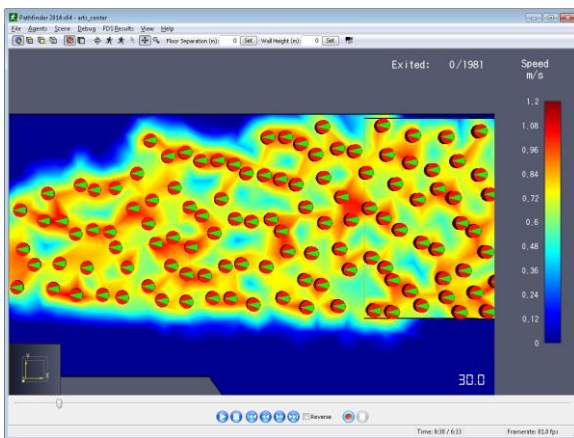 Pathfinder 2014 x64 - arts_center
File Agents Scene Debug FDS Results View Help
Floor Separation (m): 0 Set Wall Height (m): 0 Set
Exited: 0/1981
Speed
m/s
1,2
1,08
0,96
0,84
0,72
0,6
0,48
0,36
0,24
0,12
0
30.0
Reverse
Time: 0:30 / 6:33 Framerate: 81.8 fps